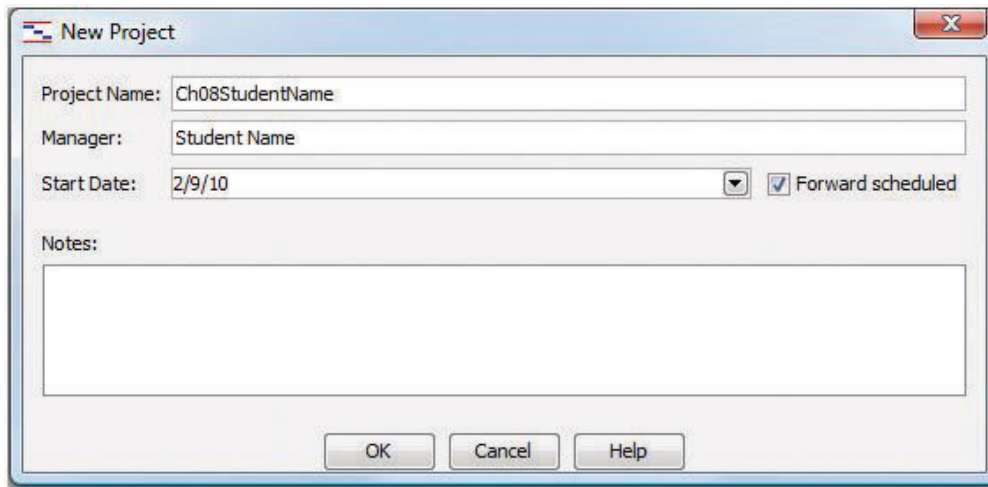 New Project
Project Name: Ch08StudentName
Manager: Student Name
Start Date: 2/9/10 Forward scheduled
Notes:
OK Cancel Help